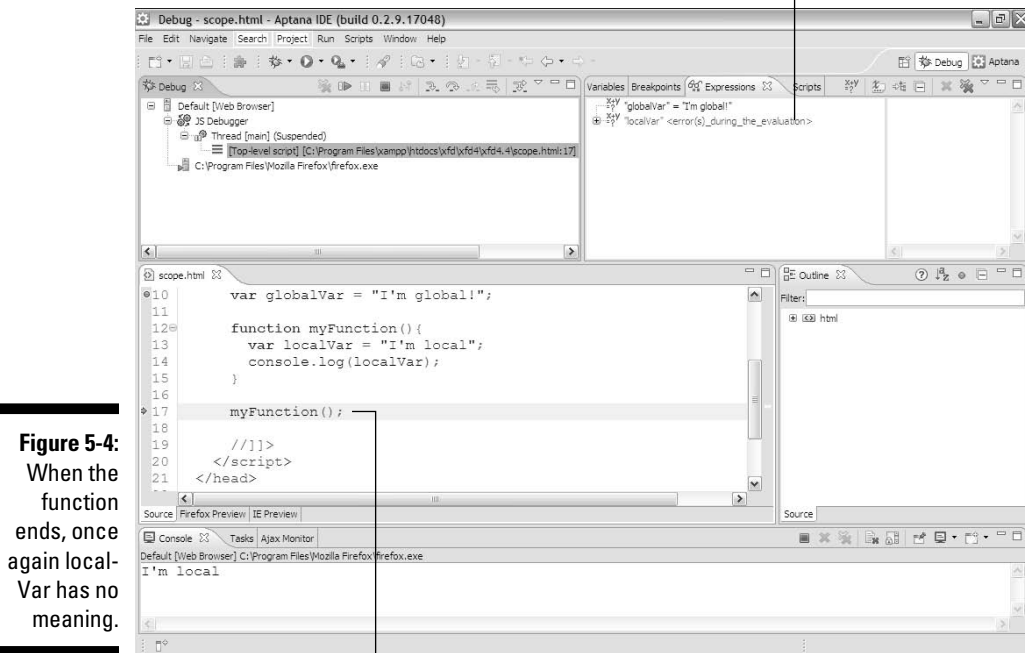 Debug - scope.html - Aptana IDE (build 0.2.9.17048)
File Edit Navigate Search Project Run Scripts Window Help
Debug Aptana
Debug
Variables Breakpoints Expressions Scripts
Default [Web Browser]
JS Debugger
Thread [main] (Suspended)
[Top-level script] [C:\Program Files\xampp\htdocs\xfd\xfd4\xfd4.4\scope.html:17]
C:\Program Files\Mozilla Firefox\firefox.exe
"globalVar" = "I'm global!"
"localVar" <error(s)_during_the_evaluation>
scope.html
10 var globalVar = "I'm global!";
11
12 function myFunction(){
13 var localVar = "I'm local";
14 console.log(localVar);
15 }
16
17 myFunction();
18
19 //]]>
20 </script>
21 </head>
Source Firefox Preview IE Preview
Outline
Filter:
html
Source
Console Tasks Ajax Monitor
Default [Web Browser] C:\Program Files\Mozilla Firefox\firefox.exe
I'm local
Figure 5-4:
When the
function
ends, once
again local-
Var has no
meaning.